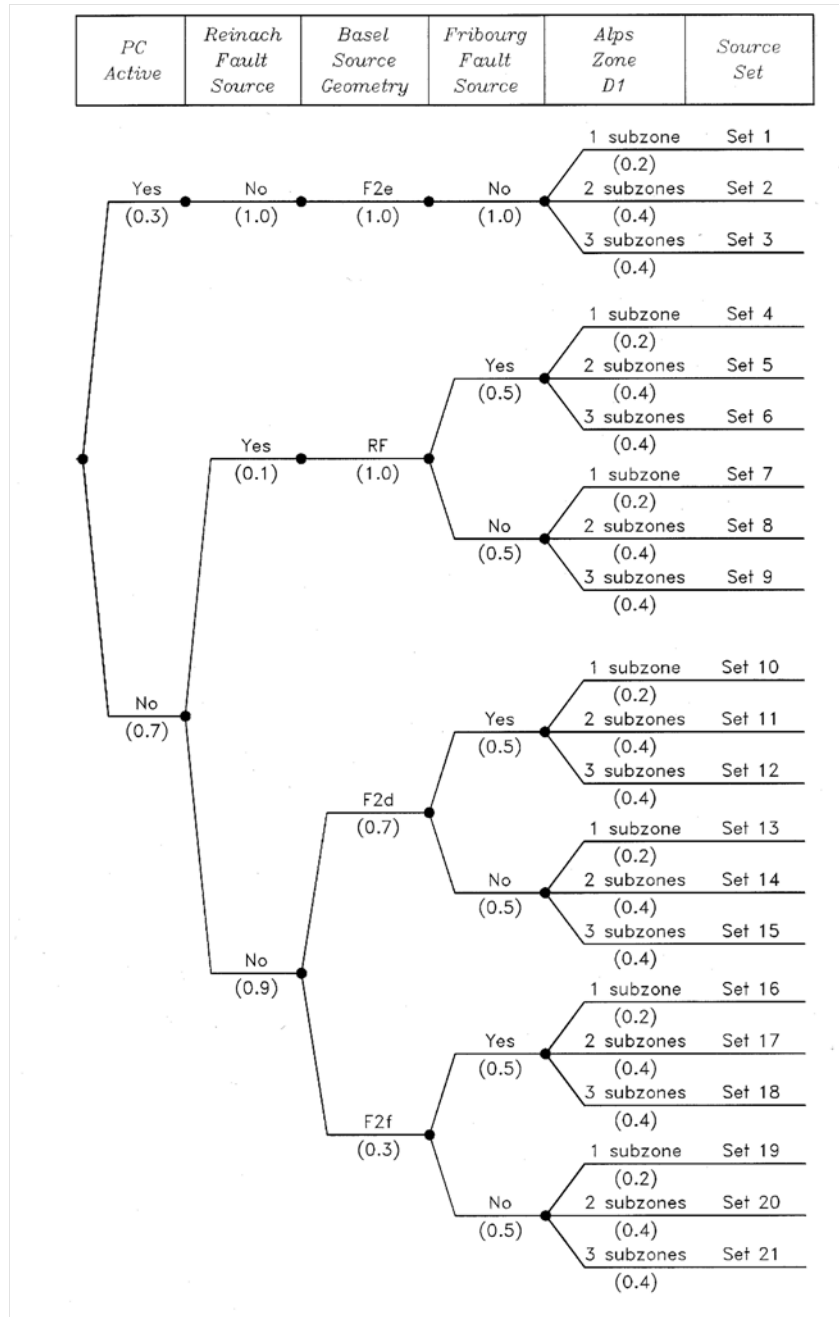 PC Active
Reinach Fault Source
Basel Source Geometry
Fribourg Fault Source
Alps Zone D1
Source Set
1 subzone Set 1
(0.2)
Yes No F2e No 2 subzones Set 2
(0.3) (1.0) (1.0) (1.0) (0.4)
3 subzones Set 3
(0.4)
1 subzone Set 4
(0.2)
Yes 2 subzones Set 5
(0.5) (0.4)
3 subzones Set 6
(0.4)
Yes RF
(0.1) (1.0)
1 subzone Set 7
(0.2)
No 2 subzones Set 8
(0.5) (0.4)
3 subzones Set 9
(0.4)
1 subzone Set 10
(0.2)
No Yes 2 subzones Set 11
(0.7) (0.5) (0.4)
3 subzones Set 12
(0.4)
F2d
(0.7)
1 subzone Set 13
(0.2)
No 2 subzones Set 14
(0.5) (0.4)
3 subzones Set 15
(0.4)
No
(0.9)
1 subzone Set 16
(0.2)
Yes 2 subzones Set 17
(0.5) (0.4)
3 subzones Set 18
(0.4)
F2f
(0.3)
1 subzone Set 19
(0.2)
No 2 subzones Set 20
(0.5) (0.4)
3 subzones Set 21
(0.4)